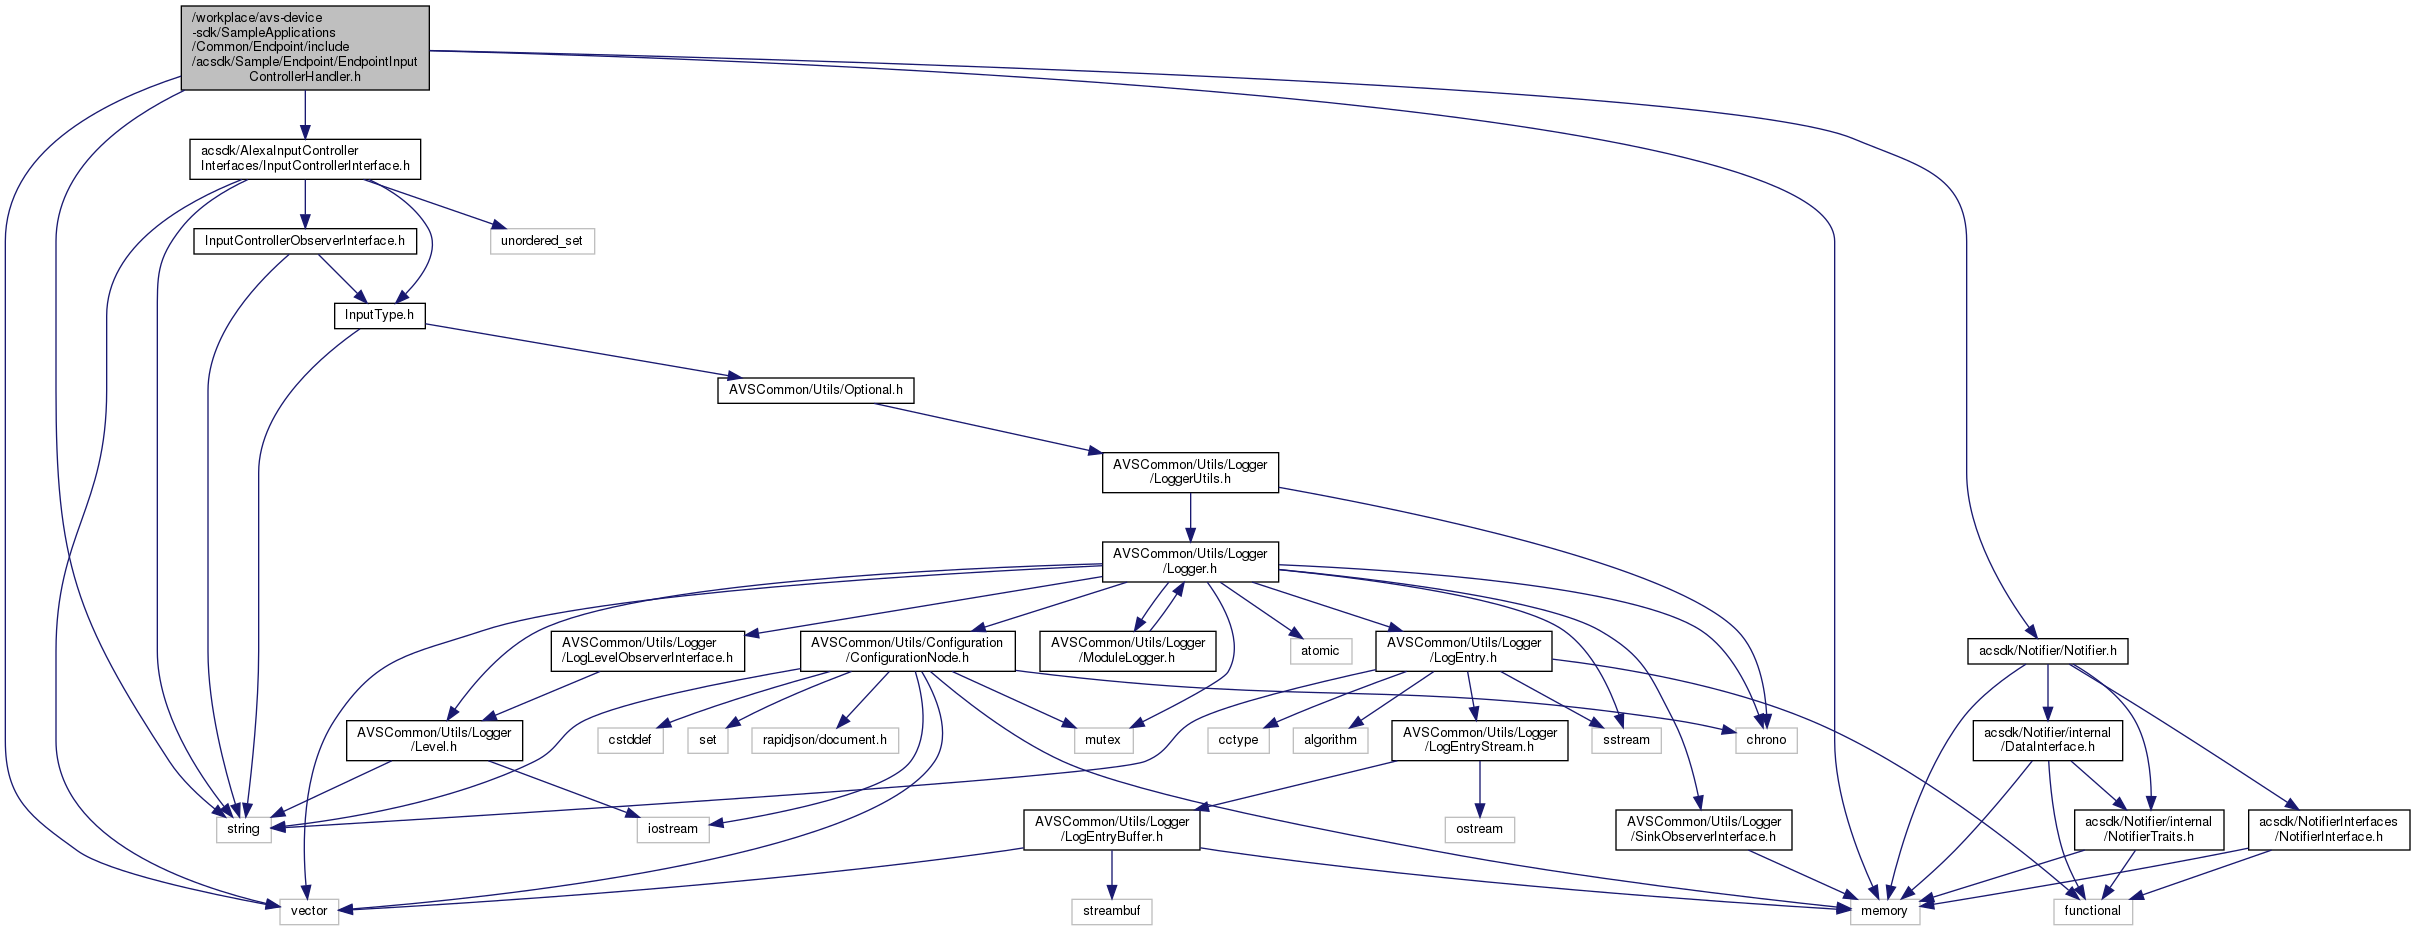 /workplace/avs-device
-sdk/SampleApplications
/Common/Endpoint/include
/acsdk/Sample/Endpoint/EndpointInput
ControllerHandler.h
acsdk/AlexaInputController
Interfaces/InputControllerInterface.h
InputControllerObserverInterface.h
unordered_set
InputType.h
AVSCommon/Utils/Optional.h
AVSCommon/Utils/Logger
/LoggerUtils.h
AVSCommon/Utils/Logger
/Logger.h
AVSCommon/Utils/Logger
/LogLevelObserverInterface.h
AVSCommon/Utils/Configuration
/ConfigurationNode.h
AVSCommon/Utils/Logger
/ModuleLogger.h
atomic
AVSCommon/Utils/Logger
/LogEntry.h
acsdk/Notifier/Notifier.h
AVSCommon/Utils/Logger
/Level.h
cstddef
set
rapidjson/document.h
mutex
cctype
algorithm
AVSCommon/Utils/Logger
/LogEntryStream.h
sstream
chrono
acsdk/Notifier/internal
/DataInterface.h
string
iostream
AVSCommon/Utils/Logger
/LogEntryBuffer.h
ostream
AVSCommon/Utils/Logger
/SinkObserverInterface.h
acsdk/Notifier/internal
/NotifierTraits.h
acsdk/NotifierInterfaces
/NotifierInterface.h
vector
streambuf
memory
functional